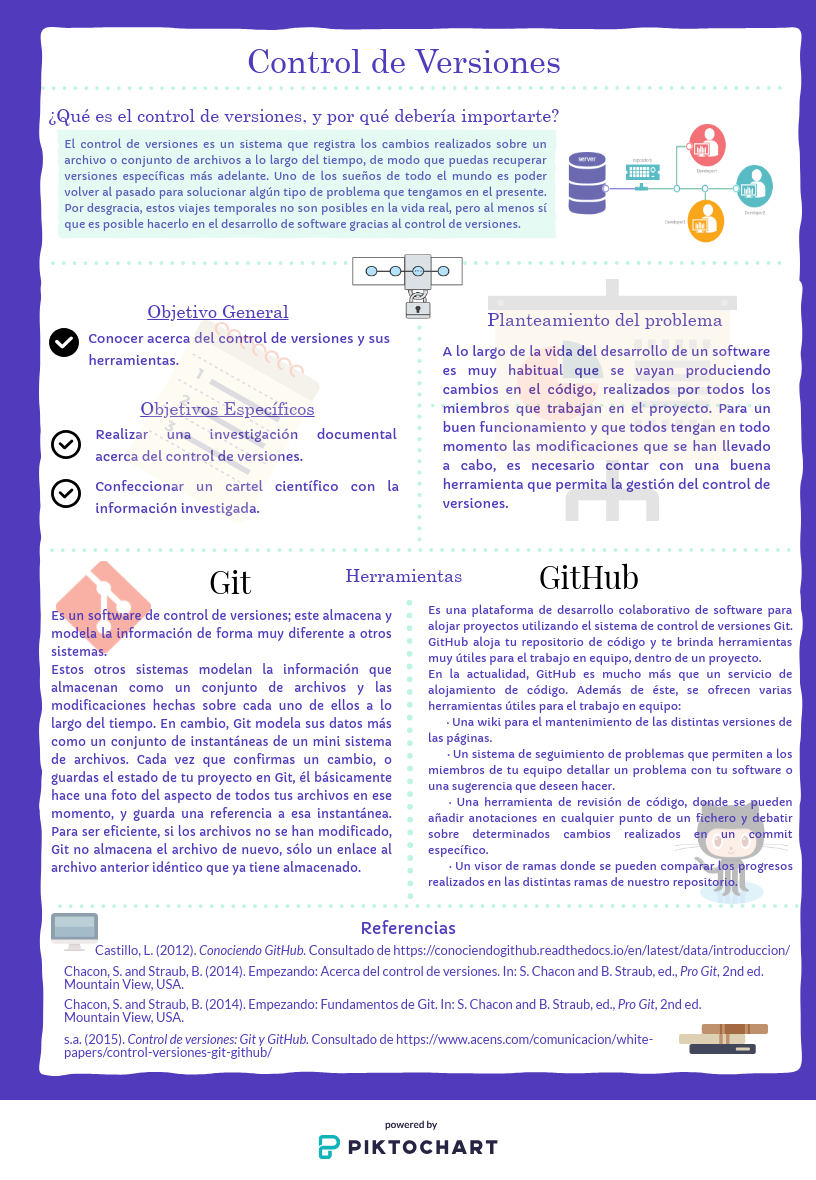 Control de Versiones
¿Qué es el control de versiones, y por qué debería importarte?
El control de versiones es un sistema que registra los cambios realizados sobre un
archivo o conjunto de archivos a lo largo del tiempo, de modo que puedas recuperar
versiones específicas más adelante. Uno de los sueños de todo el mundo es poder
volver al pasado para solucionar algún tipo de problema que tengamos en el presente.
Por desgracia, estos viajes temporales no son posibles en la vida real, pero al menos sí
que es posible hacerlo en el desarrollo de software gracias al control de versiones.
server
Developer1
Developer2
Objetivo General
Conocer acerca del control de versiones y sus
herramientas.
Objetivos Específicos
Realizar una investigación documental
acerca del control de versiones.
Confeccionar un cartel científico con la
información investigada.
1
2
3
Planteamiento del problema
A lo largo de la vida del desarrollo de un software
es muy habitual que se vayan produciendo
cambios en el código, realizados por todos los
miembros que trabajan en el proyecto. Para un
buen funcionamiento y que todos tengan en todo
momento las modificaciones que se han llevado
a cabo, es necesario contar con una buena
herramienta que permita la gestión del control de
versiones.
Herramientas
Git
Es un software de control de versiones; este almacena y
modela la información de forma muy diferente a otros
sistemas.
Estos otros sistemas modelan la información que
almacenan como un conjunto de archivos y las
modificaciones hechas sobre cada uno de ellos a lo
largo del tiempo. En cambio, Git modela sus datos más
como un conjunto de instantáneas de un mini sistema
de archivos. Cada vez que confirmas un cambio, o
guardas el estado de tu proyecto en Git, él básicamente
hace una foto del aspecto de todos tus archivos en ese
momento, y guarda una referencia a esa instantánea.
Para ser eficiente, si los archivos no se han modificado,
Git no almacena el archivo de nuevo, sólo un enlace al
archivo anterior idéntico que ya tiene almacenado.
GitHub
Es una plataforma de desarrollo colaborativo de software para
alojar proyectos utilizando el sistema de control de versiones Git.
GitHub aloja tu repositorio de código y te brinda herramientas
muy útiles para el trabajo en equipo, dentro de un proyecto.
En la actualidad, GitHub es mucho más que un servicio de
alojamiento de código. Además de éste, se ofrecen varias
herramientas útiles para el trabajo en equipo:
· Una wiki para el mantenimiento de las distintas versiones de
las páginas.
· Un sistema de seguimiento de problemas que permiten a los
miembros de tu equipo detallar un problema con tu software o
una sugerencia que deseen hacer.
· Una herramienta de revisión de código, donde se pueden
añadir anotaciones en cualquier punto de un fichero y debatir
sobre determinados cambios realizados en un commit
específico.
· Un visor de ramas donde se pueden comparar los progresos
realizados en las distintas ramas de nuestro repositorio.
Referencias
Castillo, L. (2012). Conociendo GitHub. Consultado de https://conociendogithub.readthedocs.io/en/latest/data/introduccion/
Chacon, S. and Straub, B. (2014). Empezando: Acerca del control de versiones. In: S. Chacon and B. Straub, ed., Pro Git, 2nd ed.
Mountain View, USA.
Chacon, S. and Straub, B. (2014). Empezando: Fundamentos de Git. In: S. Chacon and B. Straub, ed., Pro Git, 2nd ed.
Mountain View, USA.
s.a. (2015). Control de versiones: Git y GitHub. Consultado de https://www.acens.com/comunicacion/white-
papers/control-versiones-git-github/
powered by
PIKTOCHART